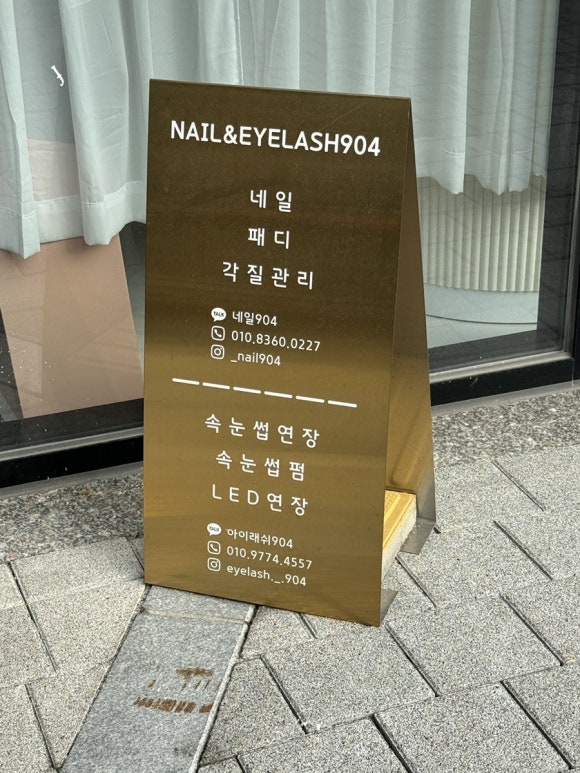 NAIL&EYELASH904
네일
패디
각질관리
TALK 네일904
010.8360.0227
_nail904
속눈썹연장
속눈썹펌
LED연장
TALK 아이래쉬904
010.9774.4557
eyelash._.904